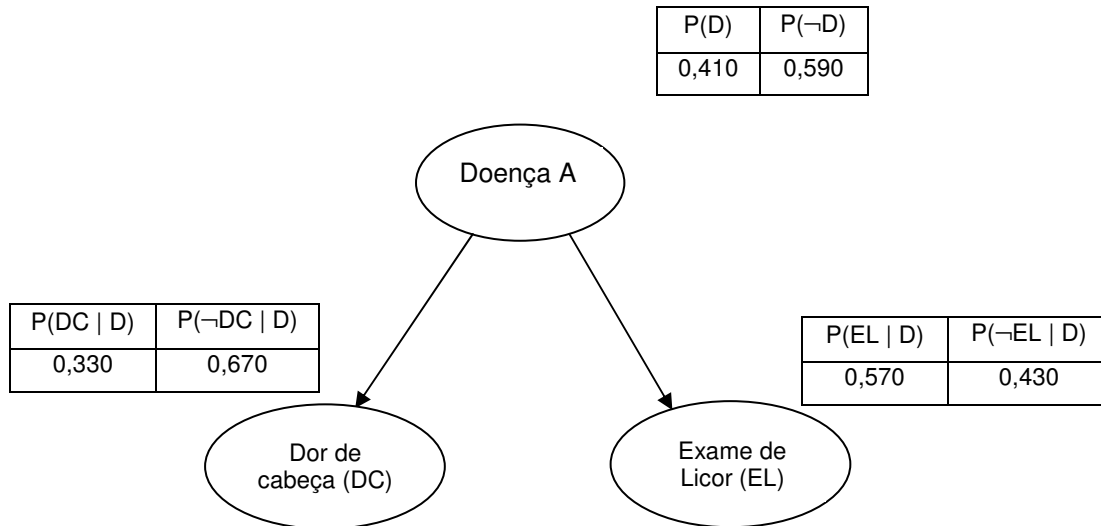 P(D) P(¬D)
0,410 0,590
Doença A
P(DC | D) P(¬DC | D)
0,330 0,670
P(EL | D) P(¬EL | D)
0,570 0,430
Dor de
cabeça (DC)
Exame de
Licor (EL)